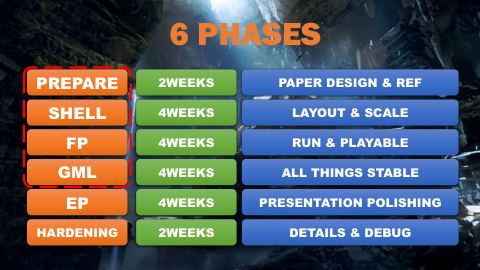 6 PHASES
PREPARE 2WEEKS PAPER DESIGN & REF
SHELL 4WEEKS LAYOUT & SCALE
FP 4WEEKS RUN & PLAYABLE
GML 4WEEKS ALL THINGS STABLE
EP 4WEEKS PRESENTATION POLISHING
HARDENING 2WEEKS DETAILS & DEBUG